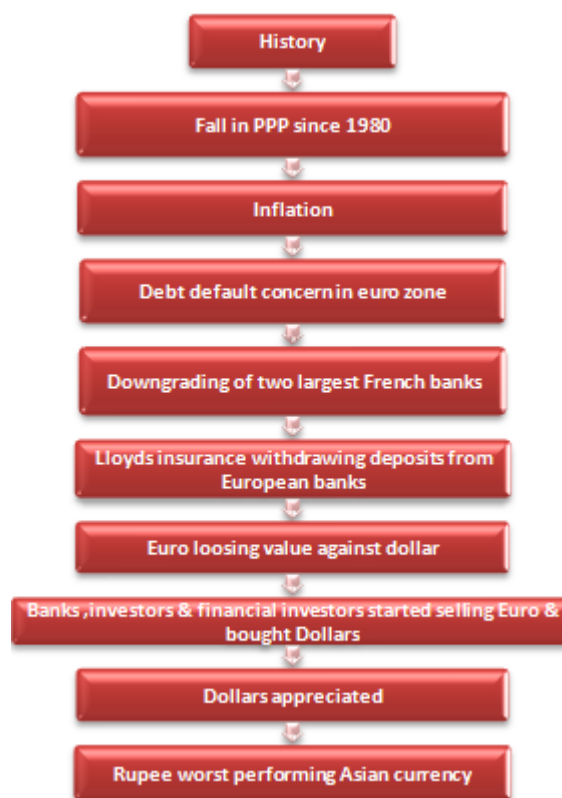 History
Fall in PPP since 1980
Inflation
Debt default concern in euro zone
Downgrading of two largest French banks
Lloyds insurance withdrawing deposits from
European banks
Euro loosing value against dollar
Banks ,investors & financial investors started selling Euro &
bought Dollars
Dollars appreciated
Rupee worst performing Asian currency